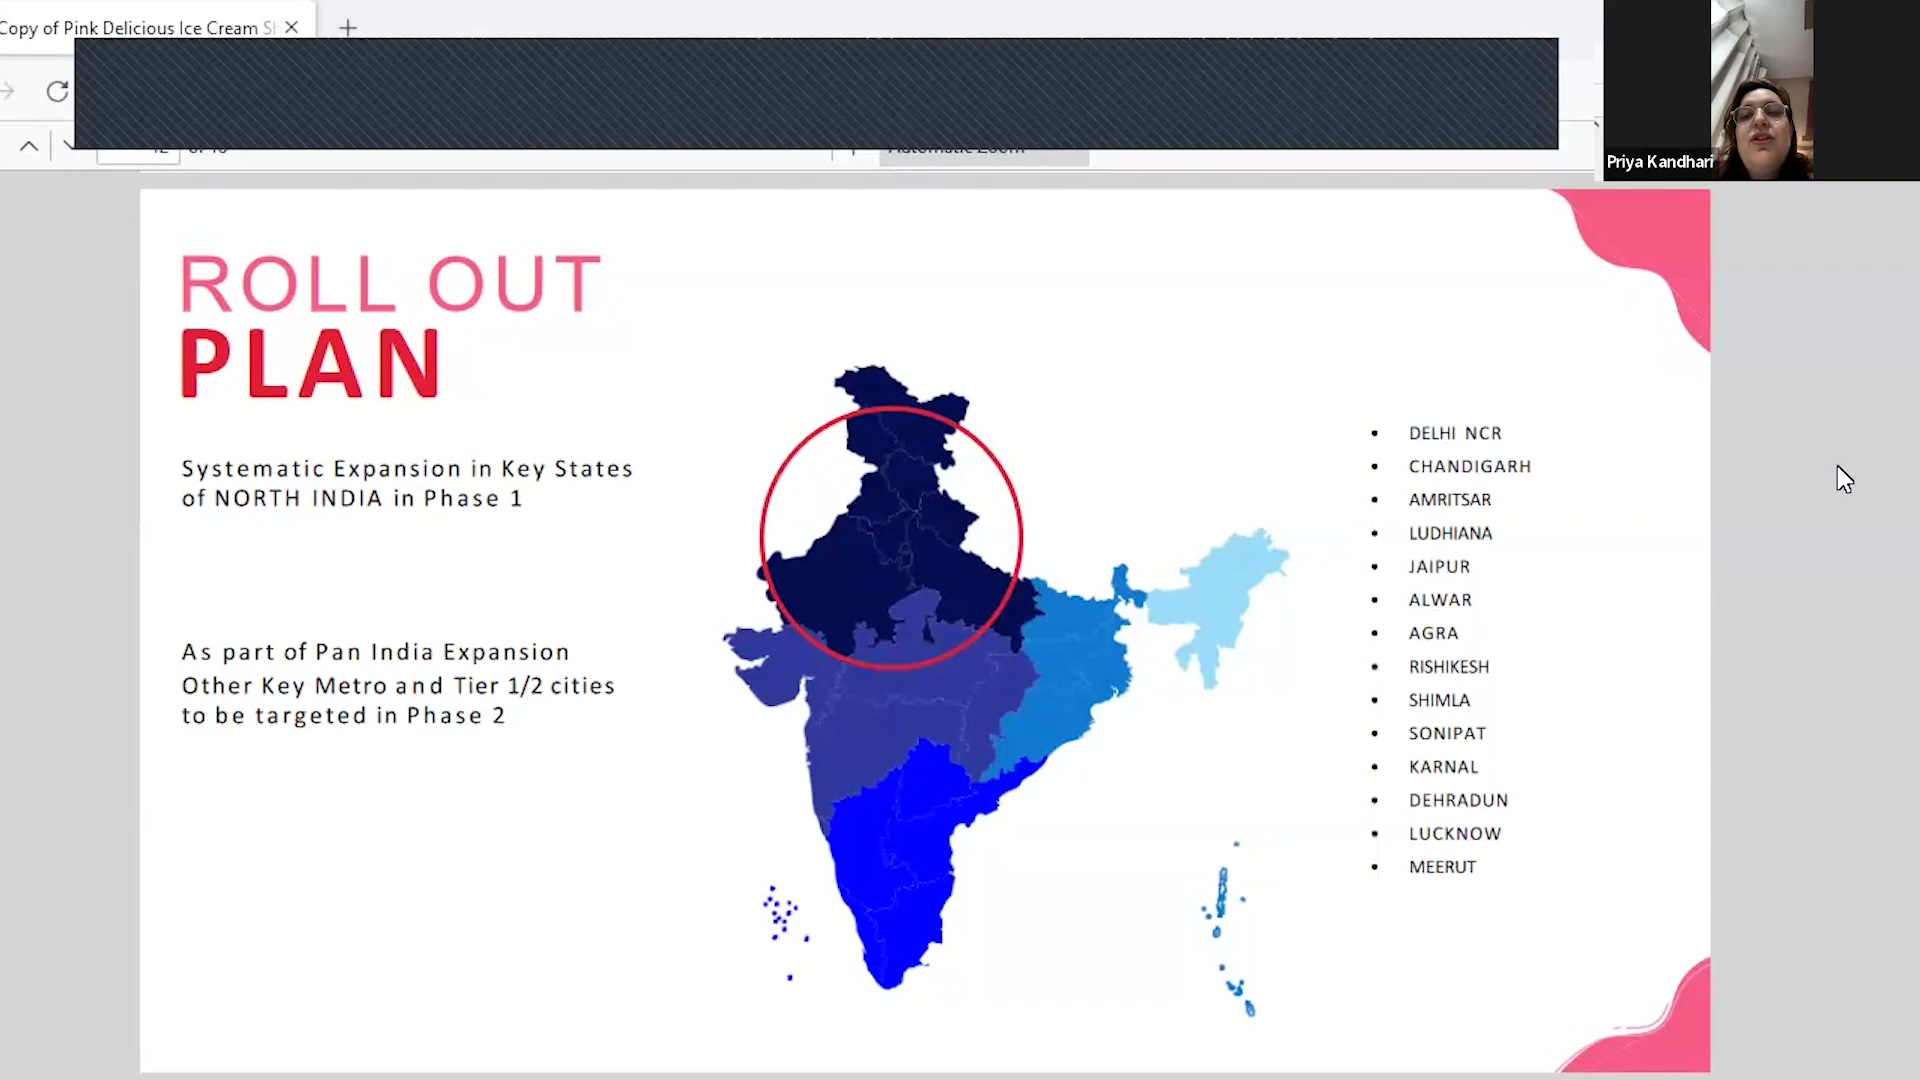 Copy of Pink Delicious Ice Cream
Priya Kandhari
ROLL OUT
PLAN
Systematic Expansion in Key States
of NORTH INDIA in Phase 1
As part of Pan India Expansion
Other Key Metro and Tier 1/2 cities
to be targeted in Phase 2
• DELHI NCR
• CHANDIGARH
• AMRITSAR
• LUDHIANA
• JAIPUR
• ALWAR
• AGRA
• RISHIKESH
• SHIMLA
• SONIPAT
• KARNAL
• DEHRADUN
• LUCKNOW
• MEERUT